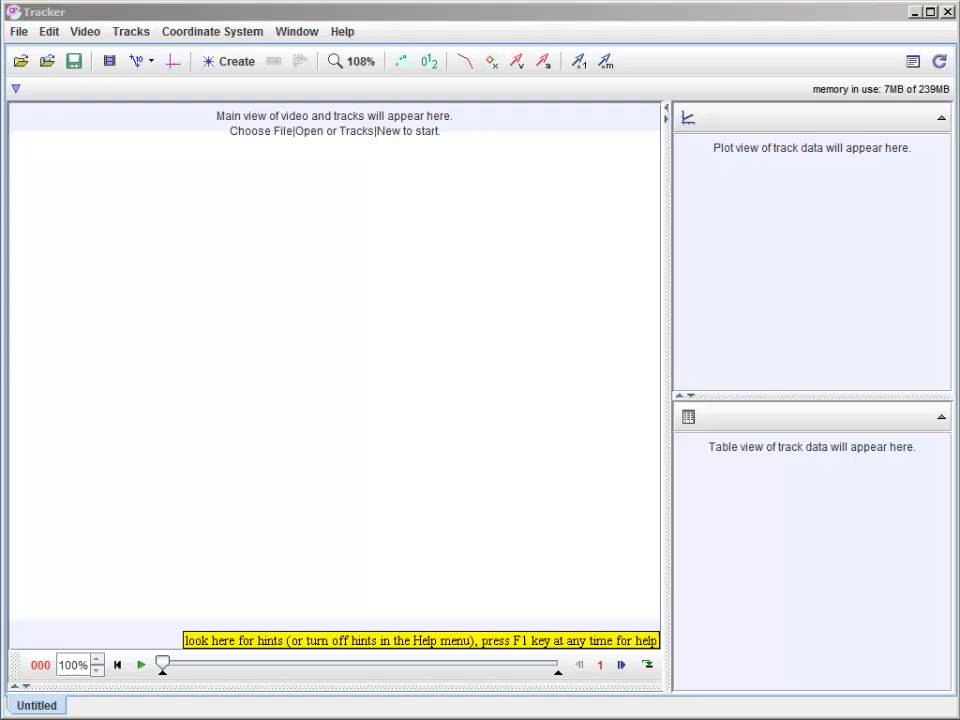 Tracker
File Edit Video Tracks Coordinate System Window Help
Create 108%
memory in use: 7MB of 239MB
Main view of video and tracks will appear here.
Choose File|Open or Tracks|New to start.
Plot view of track data will appear here.
Table view of track data will appear here.
look here for hints (or turn off hints in the Help menu), press F1 key at any time for help
000 100% 1
Untitled